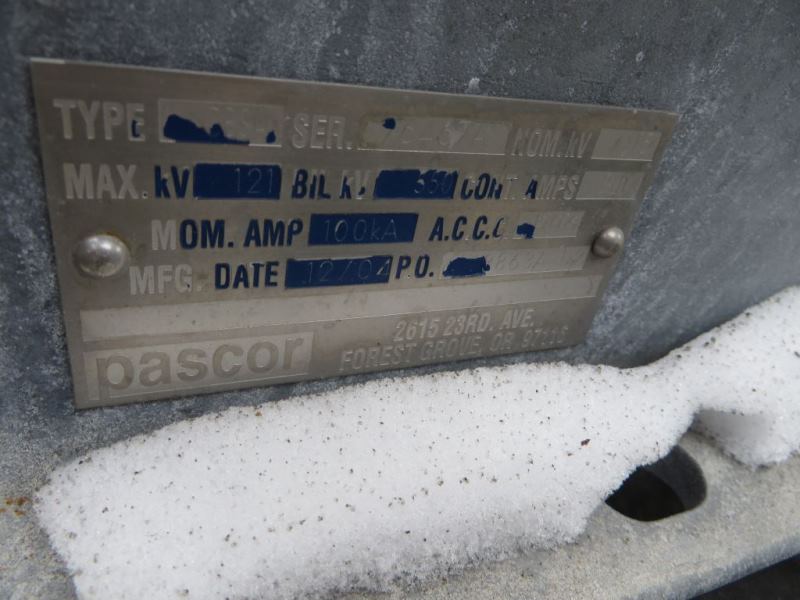 TYPE SER. NOM. kV
MAX. kV 121 BIL kV 550 CONT. AMPS
MOM. AMP 100kA A.C.C.C.
MFG. DATE 12/04 P.O.
pascor 2615 23RD. AVE.
FOREST GROVE, OR. 97116